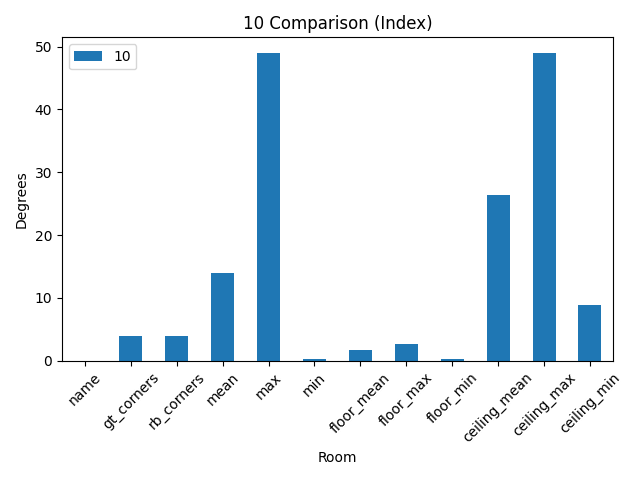 10 Comparison (Index)
10
Degrees
50
40
30
20
10
0
name
gt_corners
rb_corners
mean
max
min
floor_mean
floor_max
floor_min
ceiling_mean
ceiling_max
ceiling_min
Room